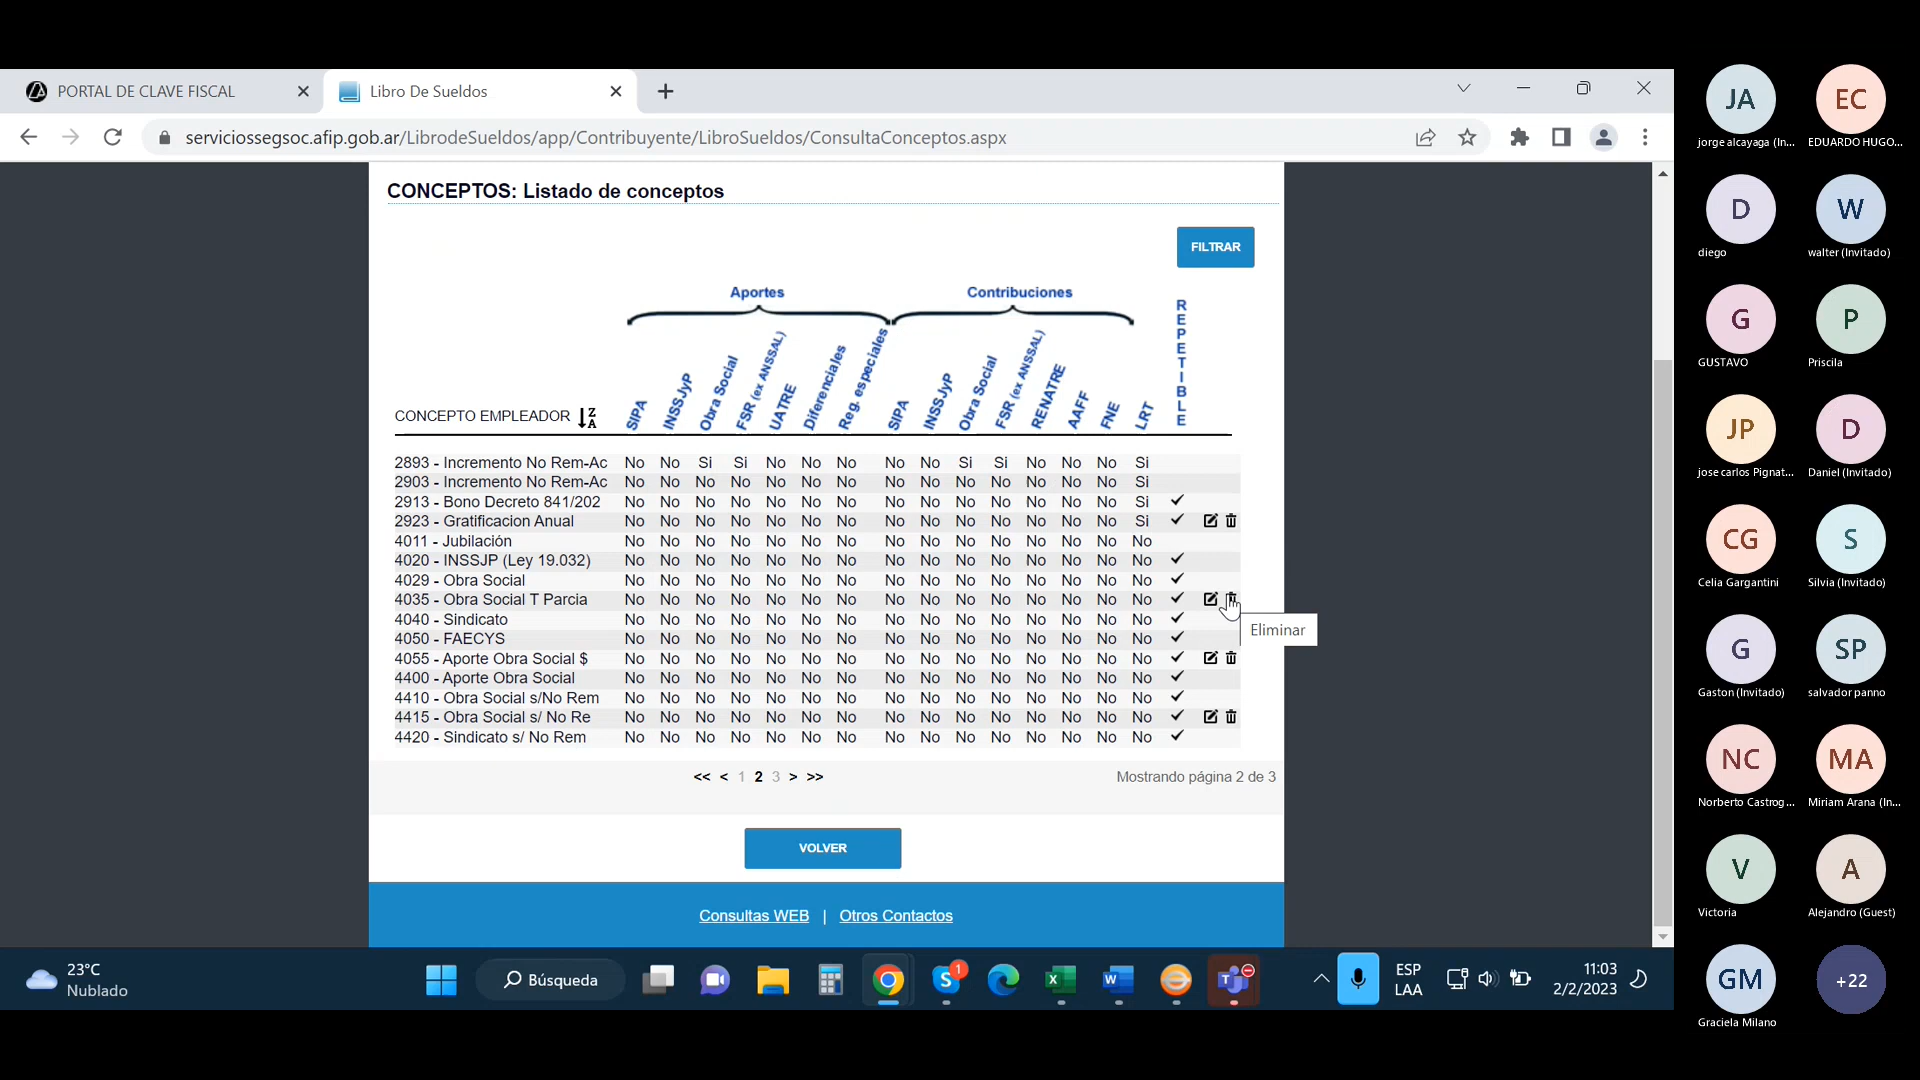 PORTAL DE CLAVE FISCAL
Libro De Sueldos
serviciossegsoc.afip.gob.ar/LibrodeSueldos/app/Contribuyente/LibroSueldos/ConsultaConceptos.aspx
CONCEPTOS: Listado de conceptos
FILTRAR
Aportes
Contribuciones
REPETIBLE
CONCEPTO EMPLEADOR
SIPA
INSSJyP
Obra Social
FSR (ex ANSSAL)
UATRE
Diferenciales
Reg. especiales
SIPA
INSSJyP
Obra Social
FSR (ex ANSSAL)
RENATRE
AAFF
FNE
LRT
2893 - Incremento No Rem-Ac No No Si Si No No No No No Si Si No No No Si
2903 - Incremento No Rem-Ac No No No No No No No No No No No No No No Si
2913 - Bono Decreto 841/202 No No No No No No No No No No No No No No Si ✓
2923 - Gratificacion Anual No No No No No No No No No No No No No No Si ✓
4011 - Jubilación No No No No No No No No No No No No No No No
4020 - INSSJP (Ley 19.032) No No No No No No No No No No No No No No No ✓
4029 - Obra Social No No No No No No No No No No No No No No No ✓
4035 - Obra Social T Parcia No No No No No No No No No No No No No No No ✓
4040 - Sindicato No No No No No No No No No No No No No No No ✓
4050 - FAECYS No No No No No No No No No No No No No No No ✓
4055 - Aporte Obra Social $ No No No No No No No No No No No No No No No ✓
4400 - Aporte Obra Social No No No No No No No No No No No No No No No ✓
4410 - Obra Social s/No Rem No No No No No No No No No No No No No No No ✓
4415 - Obra Social s/ No Re No No No No No No No No No No No No No No No ✓
4420 - Sindicato s/ No Rem No No No No No No No No No No No No No No No ✓
Eliminar
<< < 1 2 3 > >>
Mostrando página 2 de 3
VOLVER
Consultas WEB | Otros Contactos
23°C
Nublado
Búsqueda
1
ESP
LAA
11:03
2/2/2023
JA
jorge alcayaga (In...
EC
EDUARDO HUGO...
D
diego
W
walter (Invitado)
G
GUSTAVO
P
Priscila
JP
jose carlos Pignat...
D
Daniel (Invitado)
CG
Celia Gargantini
S
Silvia (Invitado)
G
Gaston (Invitado)
SP
salvador panno
NC
Norberto Castrog...
MA
Miriam Arana (In...
V
Victoria
A
Alejandro (Guest)
GM
Graciela Milano
+22